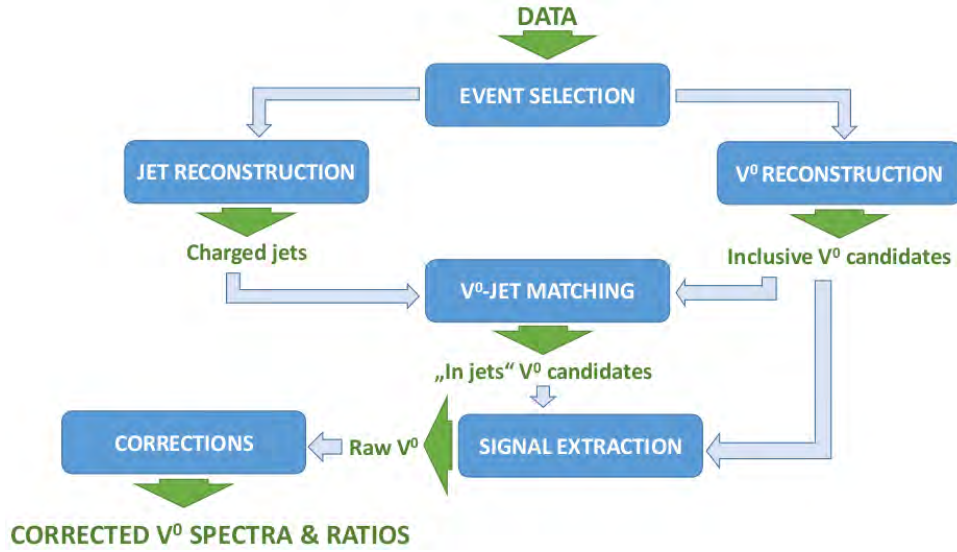 DATA
EVENT SELECTION
JET RECONSTRUCTION
V⁰ RECONSTRUCTION
Charged jets
Inclusive V⁰ candidates
V⁰-JET MATCHING
„In jets“ V⁰ candidates
CORRECTIONS
Raw V⁰
SIGNAL EXTRACTION
CORRECTED V⁰ SPECTRA & RATIOS